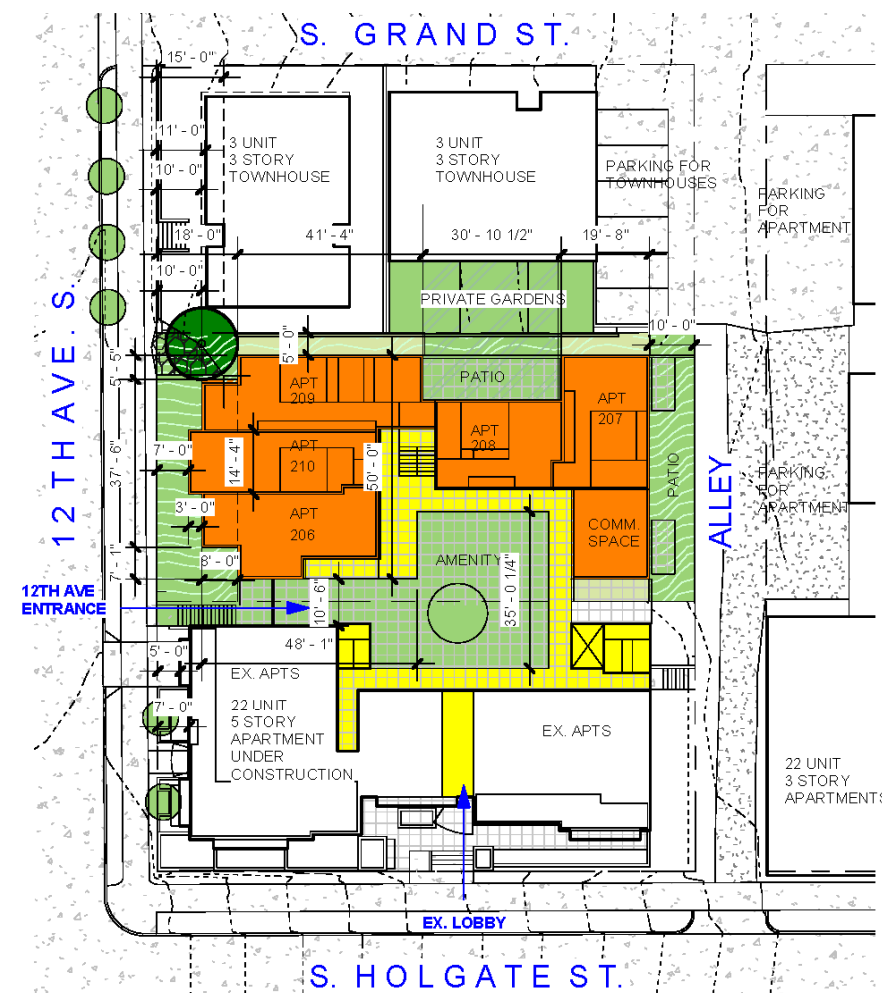 S. GRAND ST.
15' - 0"
11' - 0"
3 UNIT
3 STORY
TOWNHOUSE
3 UNIT
3 STORY
TOWNHOUSE
10' - 0"
PARKING FOR
TOWNHOUSES
PARKING
FOR
APARTMENT
18' - 0"
41' - 4"
30' - 10 1/2"
19' - 8"
10' - 0"
PRIVATE GARDENS
10' - 0"
5' - 0"
5' - 5"
PATIO
APT
209
APT
207
APT
208
12TH AVE. S.
37' - 6"
7' - 0"
14' - 4"
APT
210
50' - 0"
PATIO
ALLEY
PARKING
FOR
APARTMENT
3' - 0"
APT
206
COMM.
SPACE
AMENITY
35' - 0 1/4"
7' - 1"
8' - 0"
12TH AVE
ENTRANCE
10' - 6"
48' - 1"
5' - 0"
EX. APTS
7' - 0"
22 UNIT
5 STORY
APARTMENT
UNDER
CONSTRUCTION
EX. APTS
22 UNIT
3 STORY
APARTMENTS
EX. LOBBY
S. HOLGATE ST.